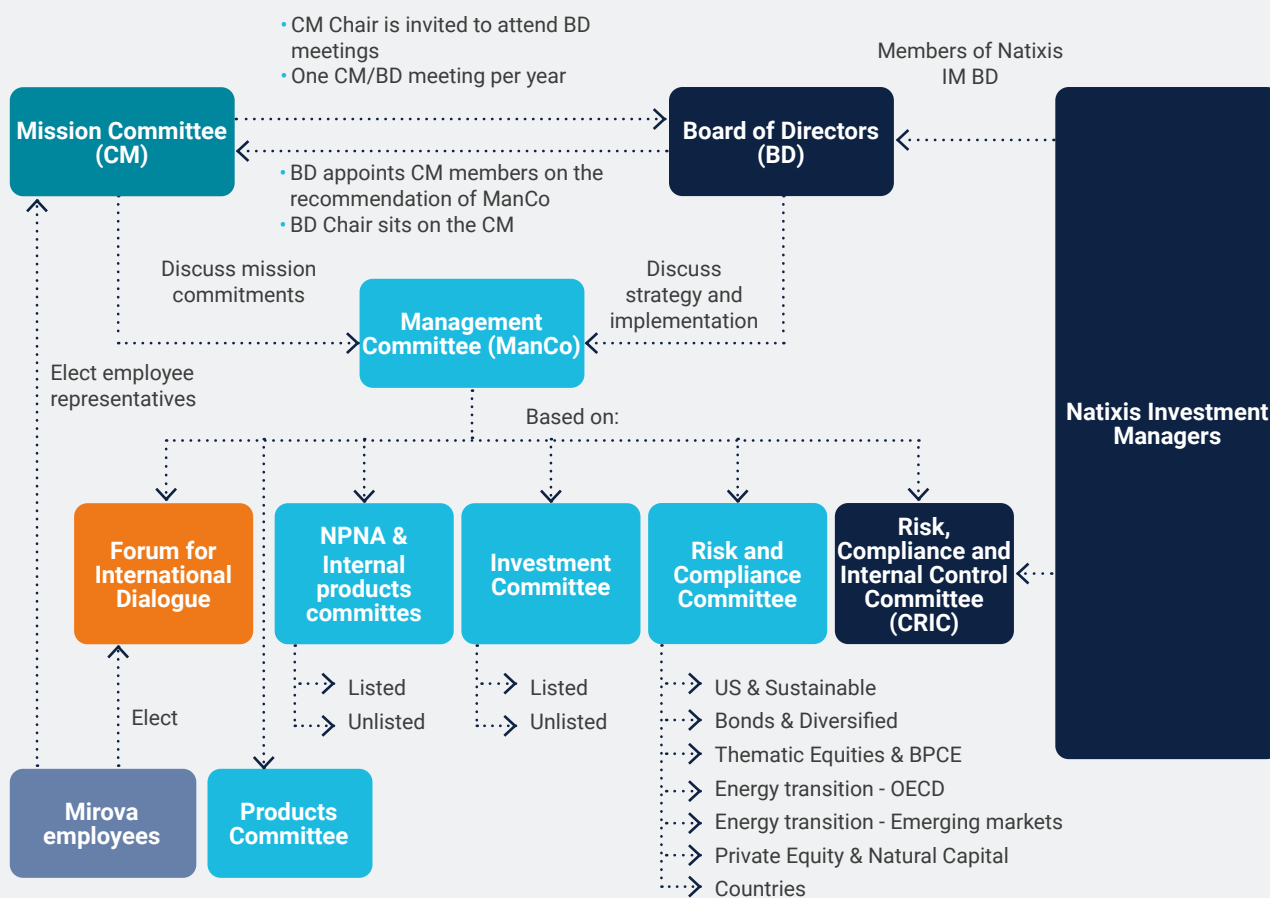 • CM Chair is invited to attend BD
meetings
• One CM/BD meeting per year
Members of Natixis
IM BD
Mission Committee
(CM)
Board of Directors
(BD)
• BD appoints CM members on the
recommendation of ManCo
• BD Chair sits on the CM
Discuss mission
commitments
Discuss
strategy and
implementation
Management
Committee (ManCo)
Elect employee
representatives
Natixis Investment
Managers
Based on:
Forum for
International
Dialogue
NPNA &
Internal
products
committes
Investment
Committee
Risk and
Compliance
Committee
Risk,
Compliance and
Internal Control
Committee
(CRIC)
Listed
Unlisted
Listed
Unlisted
US & Sustainable
Bonds & Diversified
Thematic Equities & BPCE
Energy transition - OECD
Energy transition - Emerging markets
Private Equity & Natural Capital
Countries
Elect
Mirova
employees
Products
Committee